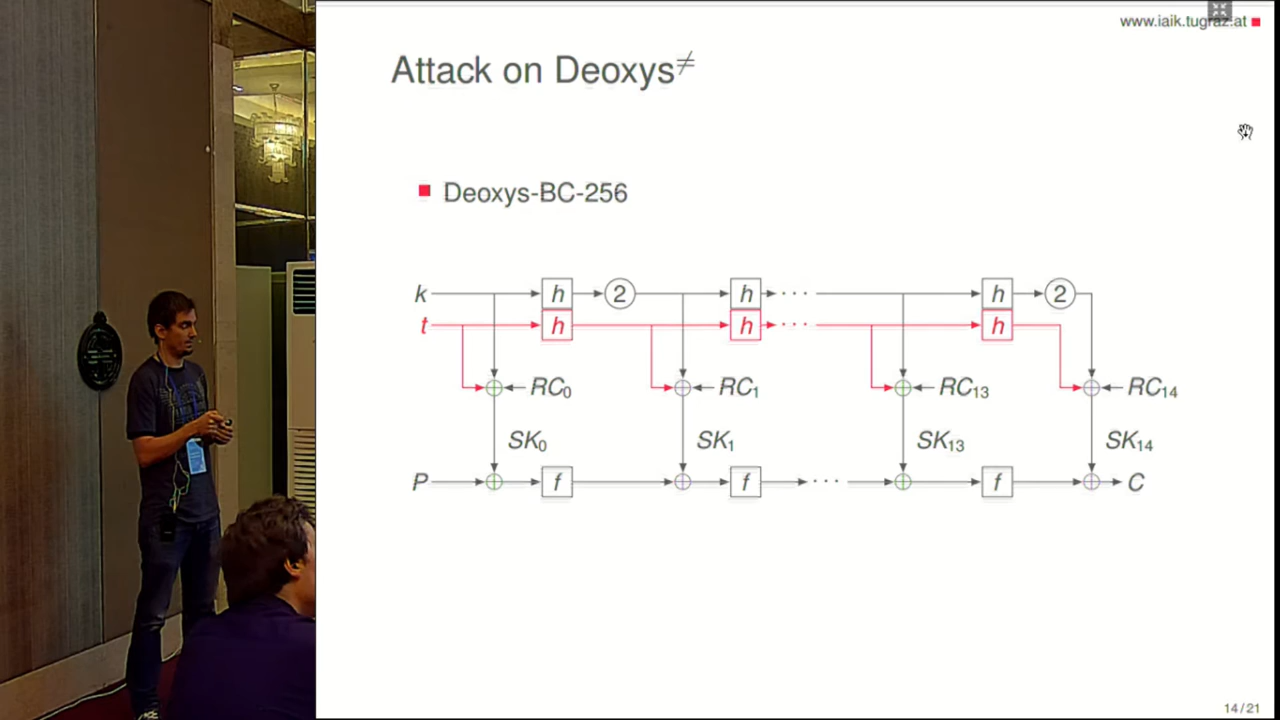 www.iaik.tugraz.at
Attack on Deoxys≠
Deoxys-BC-256
k h 2 h ··· h 2
t h h ··· h
RC0 RC1 RC13 RC14
SK0 SK1 SK13 SK14
P f f ··· f C
14 / 21